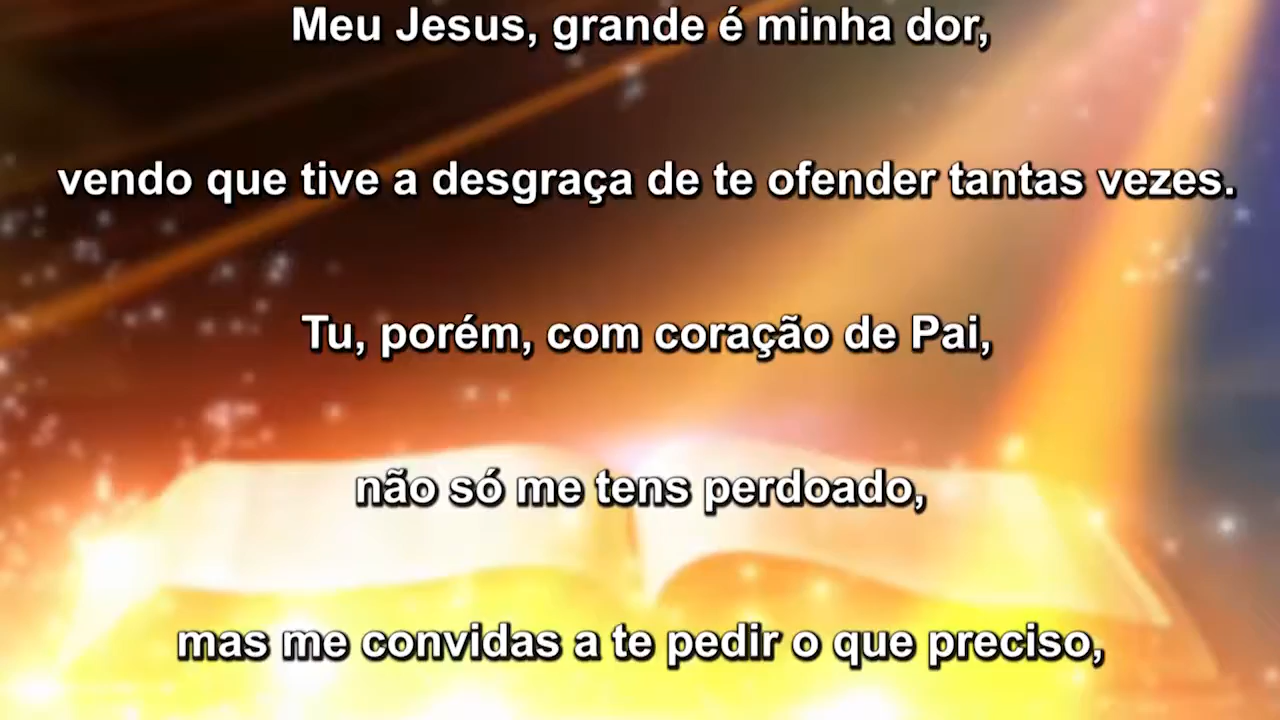 Meu Jesus, grande é minha dor,
vendo que tive a desgraça de te ofender tantas vezes.
Tu, porém, com coração de Pai,
não só me tens perdoado,
mas me convidas a te pedir o que preciso,